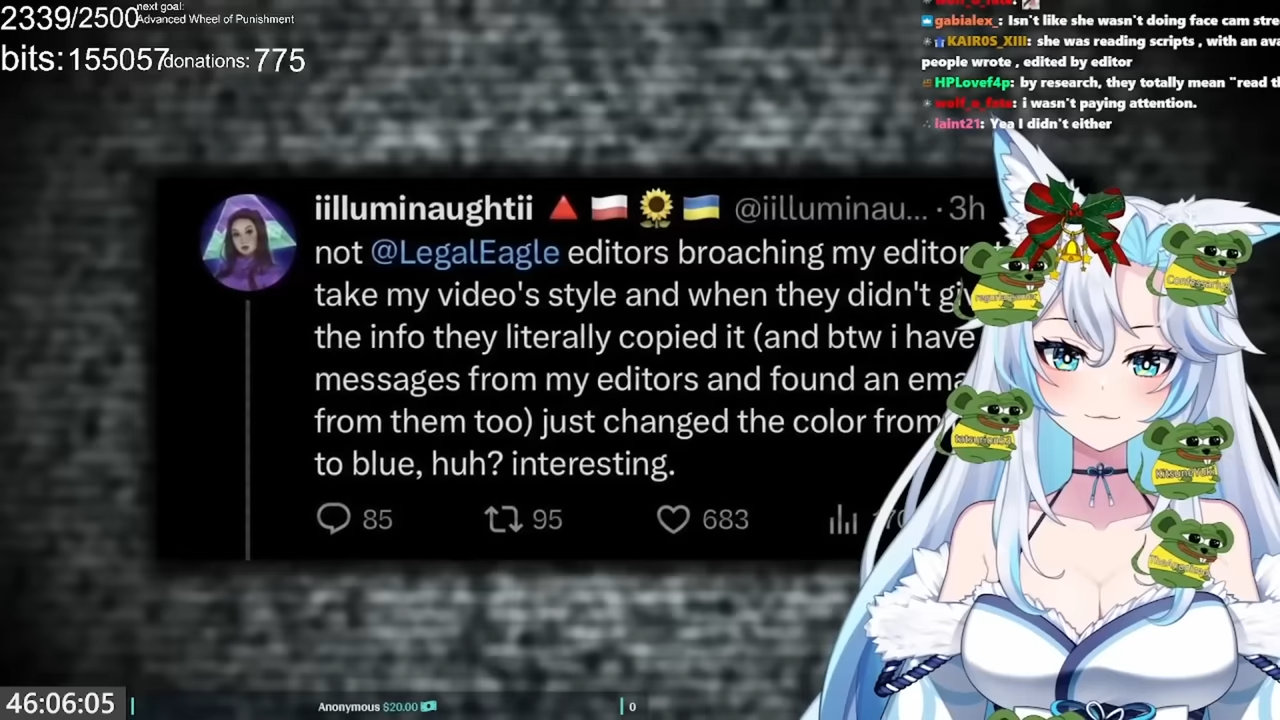 next goal:
2339/2500 Advanced Wheel of Punishment
bits: 155057 donations: 775
gabialex_: Isn't like she wasn't doing face cam stre
KAIR0S_XIII: she was reading scripts , with an ava
people wrote , edited by editor
HPLovef4p: by research, they totally mean "read th
wolf_o_fate: i wasn't paying attention.
laint21: Yea I didn't either
iilluminaughtii @iilluminau... · 3h
not @LegalEagle editors broaching my editor
take my video's style and when they didn't gi
the info they literally copied it (and btw i have
messages from my editors and found an ema
from them too) just changed the color from
to blue, huh? interesting.
85 95 683
Confessarius
KitsuneYuki
46:06:05
Anonymous $20.00
0